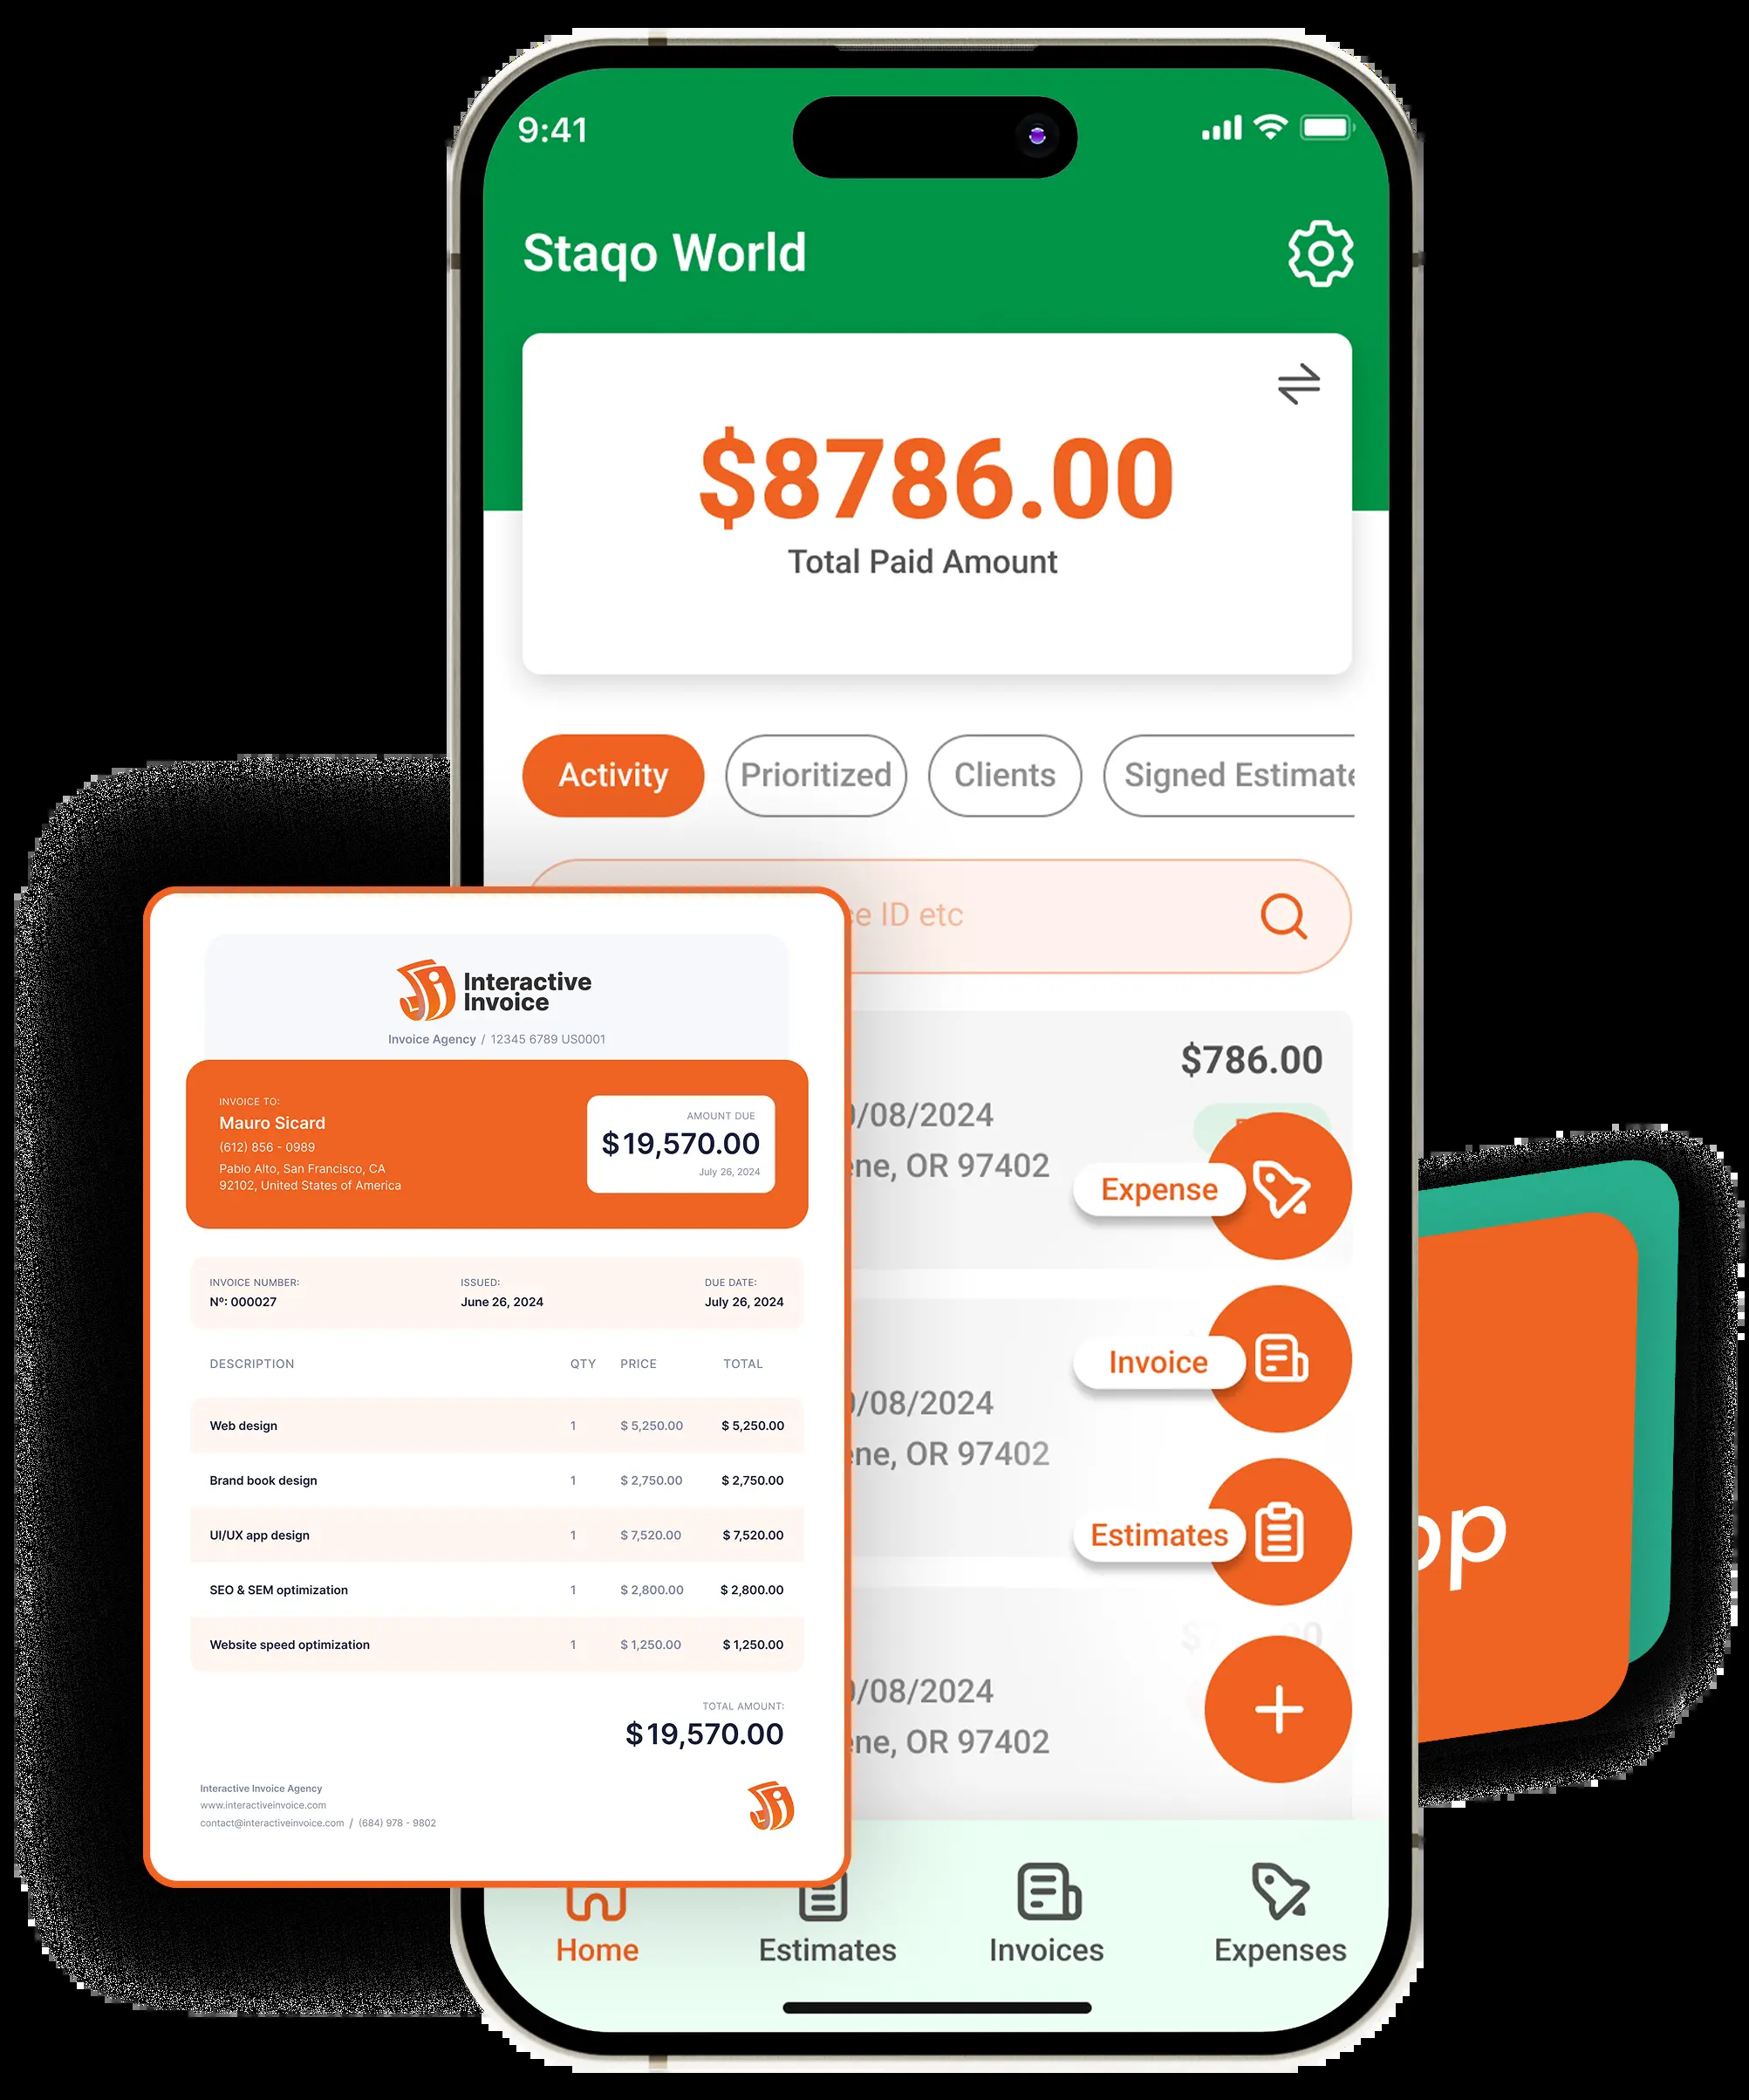 9:41
Staqo World
$8786.00
Total Paid Amount
Activity
Prioritized
Clients
Signed Estimate
ID etc
$786.00
/08/2024
OR 97402
Expense
Invoice
/08/2024
OR 97402
Estimates
/08/2024
OR 97402
Home
Estimates
Invoices
Expenses
Interactive
Invoice
Invoice Agency / 12345 6789 US0001
INVOICE TO:
Mauro Sicard
(612) 856 - 0989
Pablo Alto, San Francisco, CA
92102, United States of America
AMOUNT DUE
$19,570.00
July 26, 2024
INVOICE NUMBER:
Nº: 000027
ISSUED:
June 26, 2024
DUE DATE:
July 26, 2024
DESCRIPTION QTY PRICE TOTAL
Web design 1 $ 5,250.00 $ 5,250.00
Brand book design 1 $ 2,750.00 $ 2,750.00
UI/UX app design 1 $ 7,520.00 $ 7,520.00
SEO & SEM optimization 1 $ 2,800.00 $ 2,800.00
Website speed optimization 1 $ 1,250.00 $ 1,250.00
TOTAL AMOUNT:
$19,570.00
Interactive Invoice Agency
www.interactiveinvoice.com
contact@interactiveinvoice.com / (684) 978 - 9802